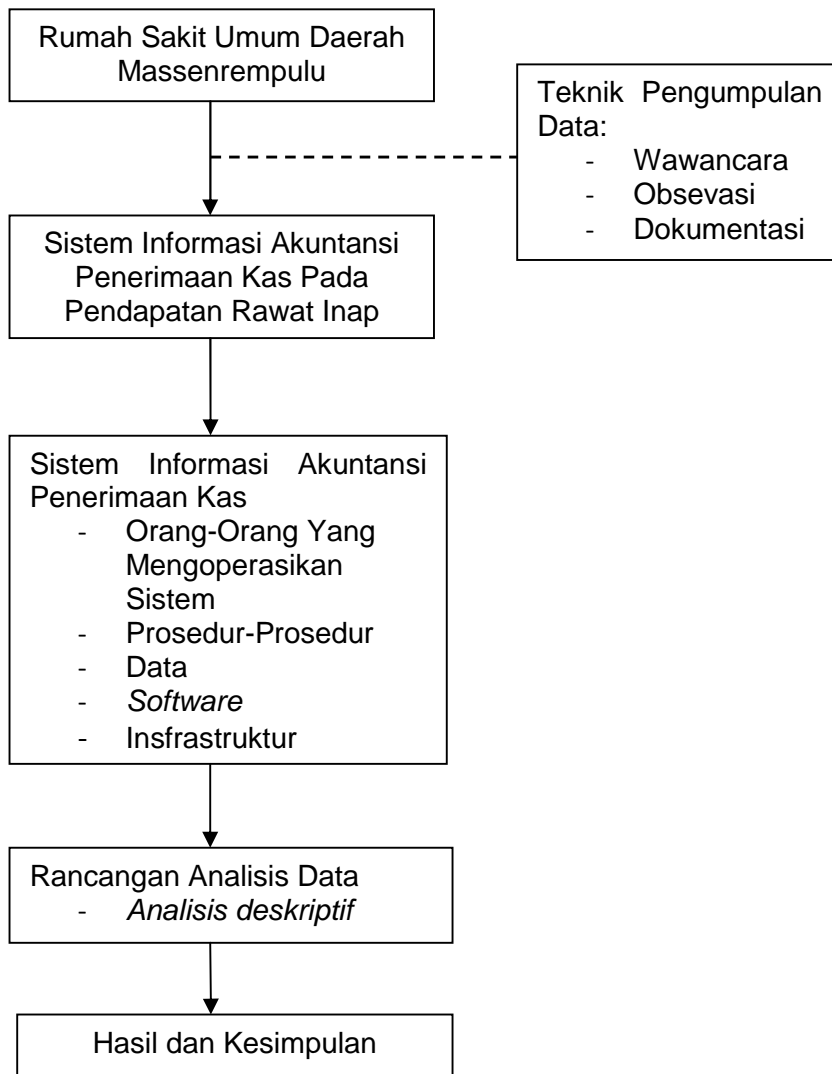 Rumah Sakit Umum Daerah
Massenrempulu
Teknik Pengumpulan
Data:
- Wawancara
- Obsevasi
- Dokumentasi
Sistem Informasi Akuntansi
Penerimaan Kas Pada
Pendapatan Rawat Inap
Sistem Informasi Akuntansi
Penerimaan Kas
- Orang-Orang Yang
Mengoperasikan
Sistem
- Prosedur-Prosedur
- Data
- Software
- Insfrastruktur
Rancangan Analisis Data
- Analisis deskriptif
Hasil dan Kesimpulan